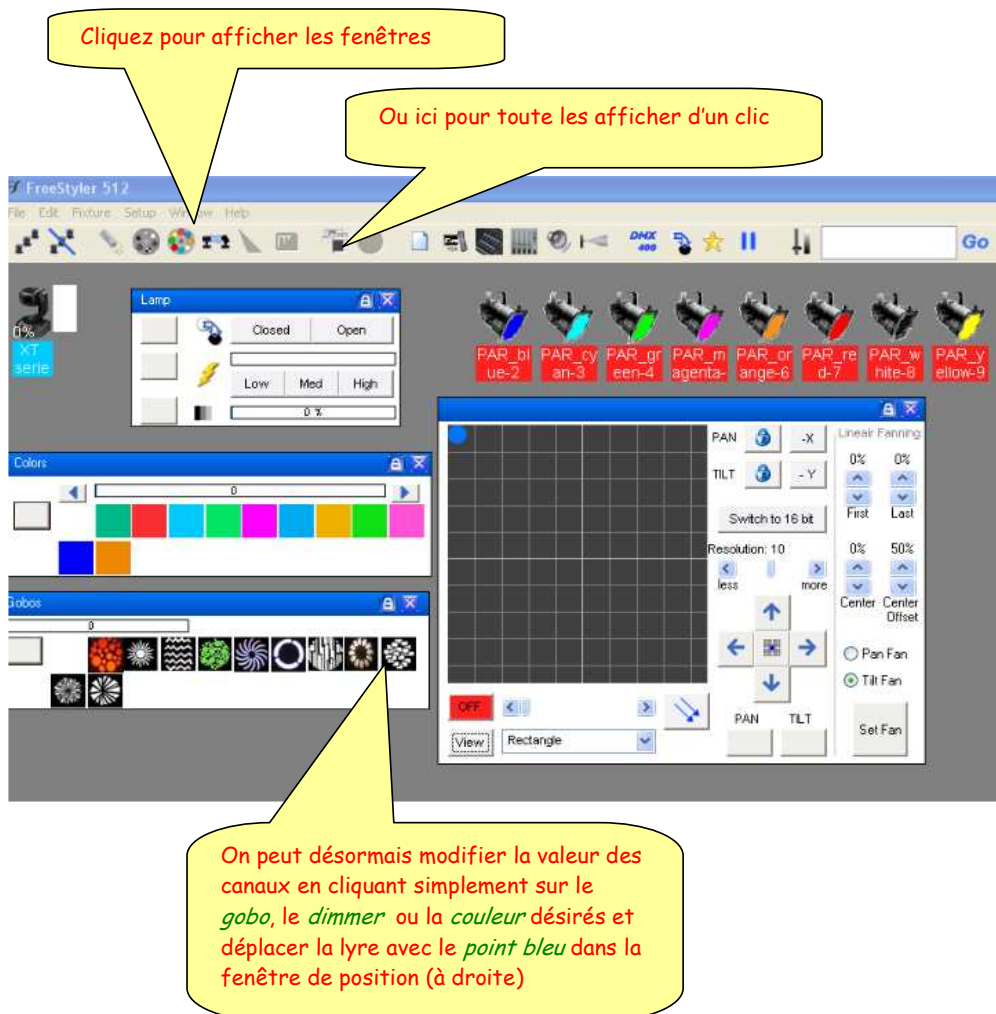 Cliquez pour afficher les fenêtres
Ou ici pour toute les afficher d'un clic
FreeStyler 512
File Edit Fixture Setup Window Help
DMX
400
Go
0%
XT
serie
Lamp
Closed Open
Low Med High
0 %
PAR_bl
ue-2
PAR_cy
an-3
PAR_gr
een-4
PAR_m
agenta-
PAR_or
ange-6
PAR_re
d-7
PAR_w
hite-8
PAR_y
ellow-9
Colors
0
Gobos
0
PAN -X
TILT - Y
Switch to 16 bit
Resolution: 10
less more
PAN TILT
OFF
View Rectangle
Lineair Fanning
0% 0%
First Last
0% 50%
Center Center
Offset
Pan Fan
Tilt Fan
Set Fan
On peut désormais modifier la valeur des
canaux en cliquant simplement sur le
gobo, le dimmer ou la couleur désirés et
déplacer la lyre avec le point bleu dans la
fenêtre de position (à droite)